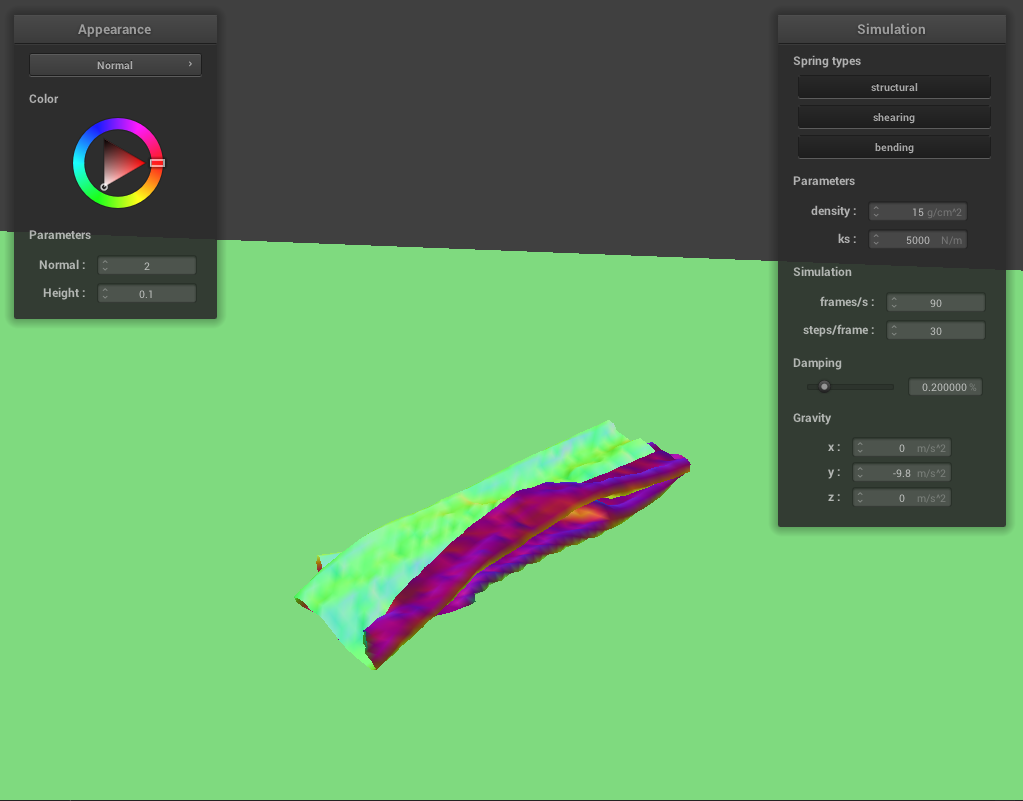 Appearance
Normal
Color
Parameters
Normal : 2
Height : 0.1
Simulation
Spring types
structural
shearing
bending
Parameters
density : 15 g/cm^2
ks : 5000 N/m
Simulation
frames/s : 90
steps/frame : 30
Damping
0.200000 %
Gravity
x : 0 m/s^2
y : -9.8 m/s^2
z : 0 m/s^2